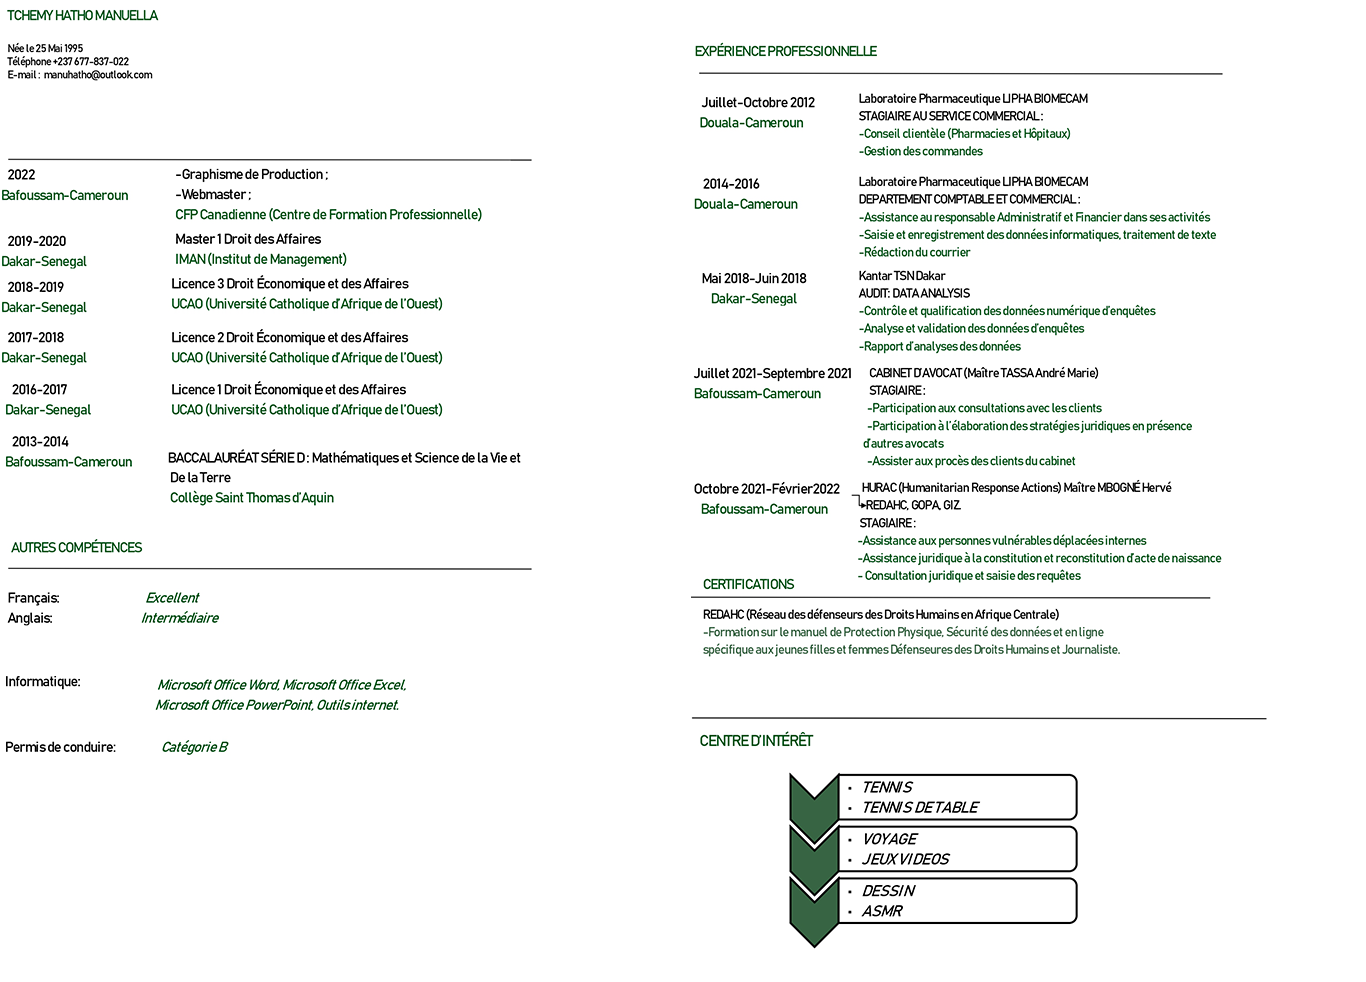 TCHEMY HATHO MANUELLA
Née le 25 Mai 1995
Téléphone +237 677-837-022
E-mail : manuhatho@outlook.com
2022
-Graphisme de Production ;
Bafoussam-Cameroun
-Webmaster ;
CFP Canadienne (Centre de Formation Professionnelle)
2019-2020
Master 1 Droit des Affaires
Dakar-Senegal
IMAN (Institut de Management)
2018-2019
Licence 3 Droit Économique et des Affaires
Dakar-Senegal
UCAO (Université Catholique d'Afrique de l'Ouest)
2017-2018
Licence 2 Droit Économique et des Affaires
Dakar-Senegal
UCAO (Université Catholique d'Afrique de l'Ouest)
2016-2017
Licence 1 Droit Économique et des Affaires
Dakar-Senegal
UCAO (Université Catholique d'Afrique de l'Ouest)
2013-2014
Bafoussam-Cameroun
BACCALAURÉAT SÉRIE D : Mathématiques et Science de la Vie et
De la Terre
Collège Saint Thomas d'Aquin
AUTRES COMPÉTENCES
Français:
Excellent
Anglais:
Intermédiaire
Informatique:
Microsoft Office Word, Microsoft Office Excel,
Microsoft Office PowerPoint, Outils internet.
Permis de conduire:
Catégorie B
EXPÉRIENCE PROFESSIONNELLE
Juillet-Octobre 2012
Douala-Cameroun
Laboratoire Pharmaceutique LIPHA BIOMECAM
STAGIAIRE AU SERVICE COMMERCIAL :
-Conseil clientèle (Pharmacies et Hôpitaux)
-Gestion des commandes
2014-2016
Douala-Cameroun
Laboratoire Pharmaceutique LIPHA BIOMECAM
DEPARTEMENT COMPTABLE ET COMMERCIAL :
-Assistance au responsable Administratif et Financier dans ses activités
-Saisie et enregistrement des données informatiques, traitement de texte
-Rédaction du courrier
Mai 2018-Juin 2018
Dakar-Senegal
Kantar TSN Dakar
AUDIT: DATA ANALYSIS
-Contrôle et qualification des données numérique d'enquêtes
-Analyse et validation des données d'enquêtes
-Rapport d'analyses des données
Juillet 2021-Septembre 2021
Bafoussam-Cameroun
CABINET D'AVOCAT (Maître TASSA André Marie)
STAGIAIRE :
-Participation aux consultations avec les clients
-Participation à l'élaboration des stratégies juridiques en présence
d'autres avocats
-Assister aux procès des clients du cabinet
Octobre 2021-Février2022
Bafoussam-Cameroun
HURAC (Humanitarian Response Actions) Maître MBOGNÉ Hervé
REDAHC, GOPA, GIZ.
STAGIAIRE :
-Assistance aux personnes vulnérables déplacées internes
-Assistance juridique à la constitution et reconstitution d'acte de naissance
- Consultation juridique et saisie des requêtes
CERTIFICATIONS
REDAHC (Réseau des défenseurs des Droits Humains en Afrique Centrale)
-Formation sur le manuel de Protection Physique, Sécurité des données et en ligne
spécifique aux jeunes filles et femmes Défenseures des Droits Humains et Journaliste.
CENTRE D'INTÉRÊT
• TENNIS
• TENNIS DE TABLE
• VOYAGE
• JEUX VIDEOS
• DESSIN
• ASMR